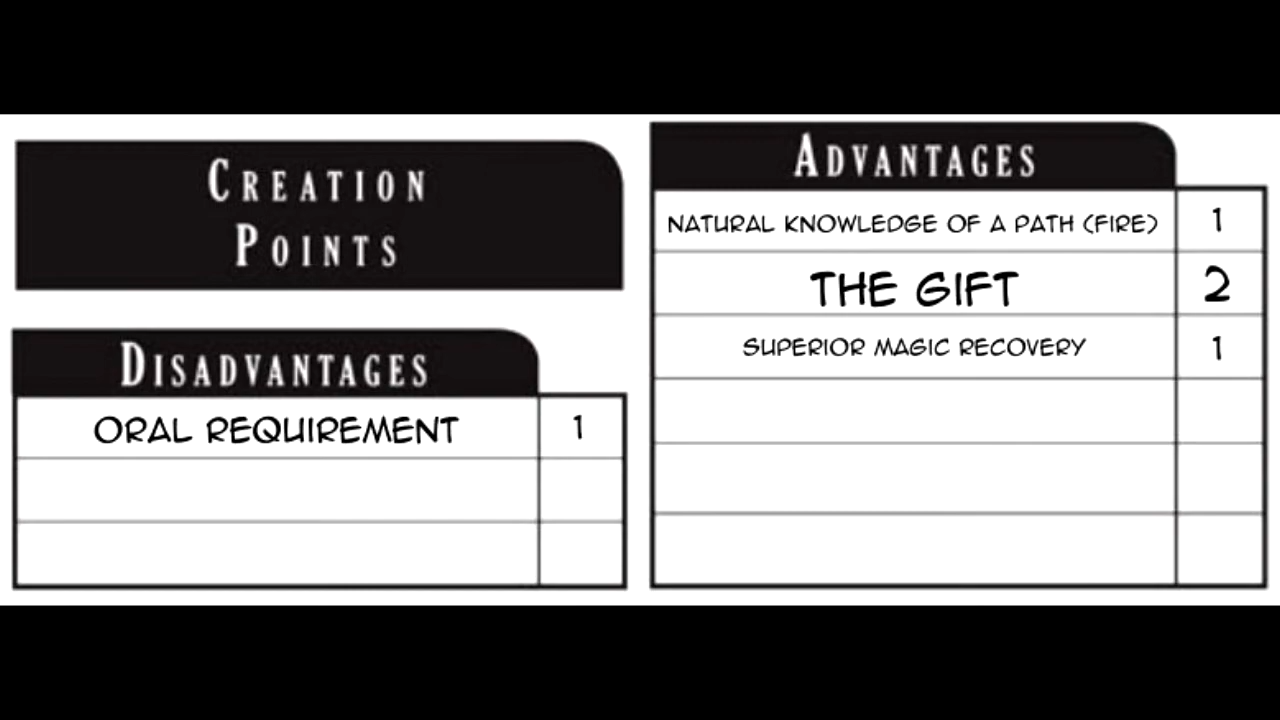 CREATION
POINTS
DISADVANTAGES
ORAL REQUIREMENT 1
ADVANTAGES
NATURAL KNOWLEDGE OF A PATH (FIRE) 1
THE GIFT 2
SUPERIOR MAGIC RECOVERY 1